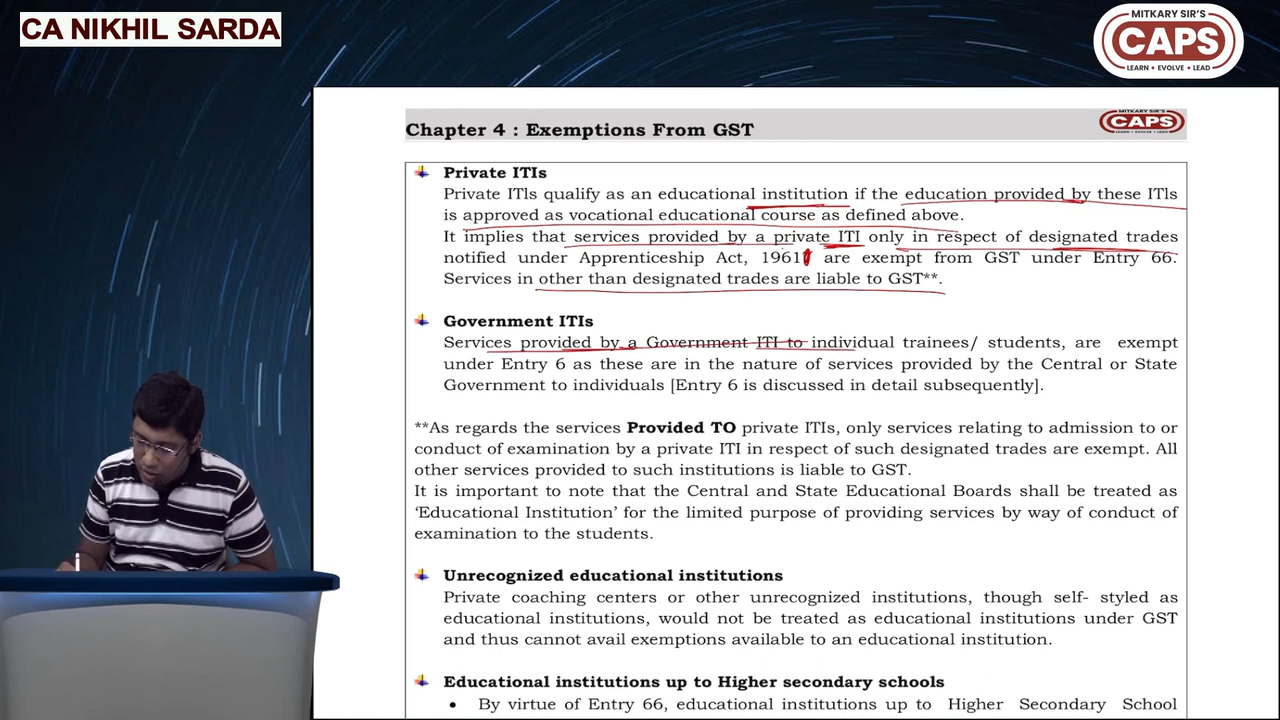 CA NIKHIL SARDA
MITKARY SIR'S
CAPS
LEARN • EVOLVE • LEAD
Chapter 4 : Exemptions From GST
MITKARY SIR'S
CAPS
LEARN • EVOLVE • LEAD
Private ITIs
Private ITIs qualify as an educational institution if the education provided by these ITIs
is approved as vocational educational course as defined above.
It implies that services provided by a private ITI only in respect of designated trades
notified under Apprenticeship Act, 1961 are exempt from GST under Entry 66.
Services in other than designated trades are liable to GST**.
Government ITIs
Services provided by a Government ITI to individual trainees/ students, are exempt
under Entry 6 as these are in the nature of services provided by the Central or State
Government to individuals [Entry 6 is discussed in detail subsequently].
**As regards the services Provided TO private ITIs, only services relating to admission to or
conduct of examination by a private ITI in respect of such designated trades are exempt. All
other services provided to such institutions is liable to GST.
It is important to note that the Central and State Educational Boards shall be treated as
‘Educational Institution’ for the limited purpose of providing services by way of conduct of
examination to the students.
Unrecognized educational institutions
Private coaching centers or other unrecognized institutions, though self- styled as
educational institutions, would not be treated as educational institutions under GST
and thus cannot avail exemptions available to an educational institution.
Educational institutions up to Higher secondary schools
• By virtue of Entry 66, educational institutions up to Higher Secondary School